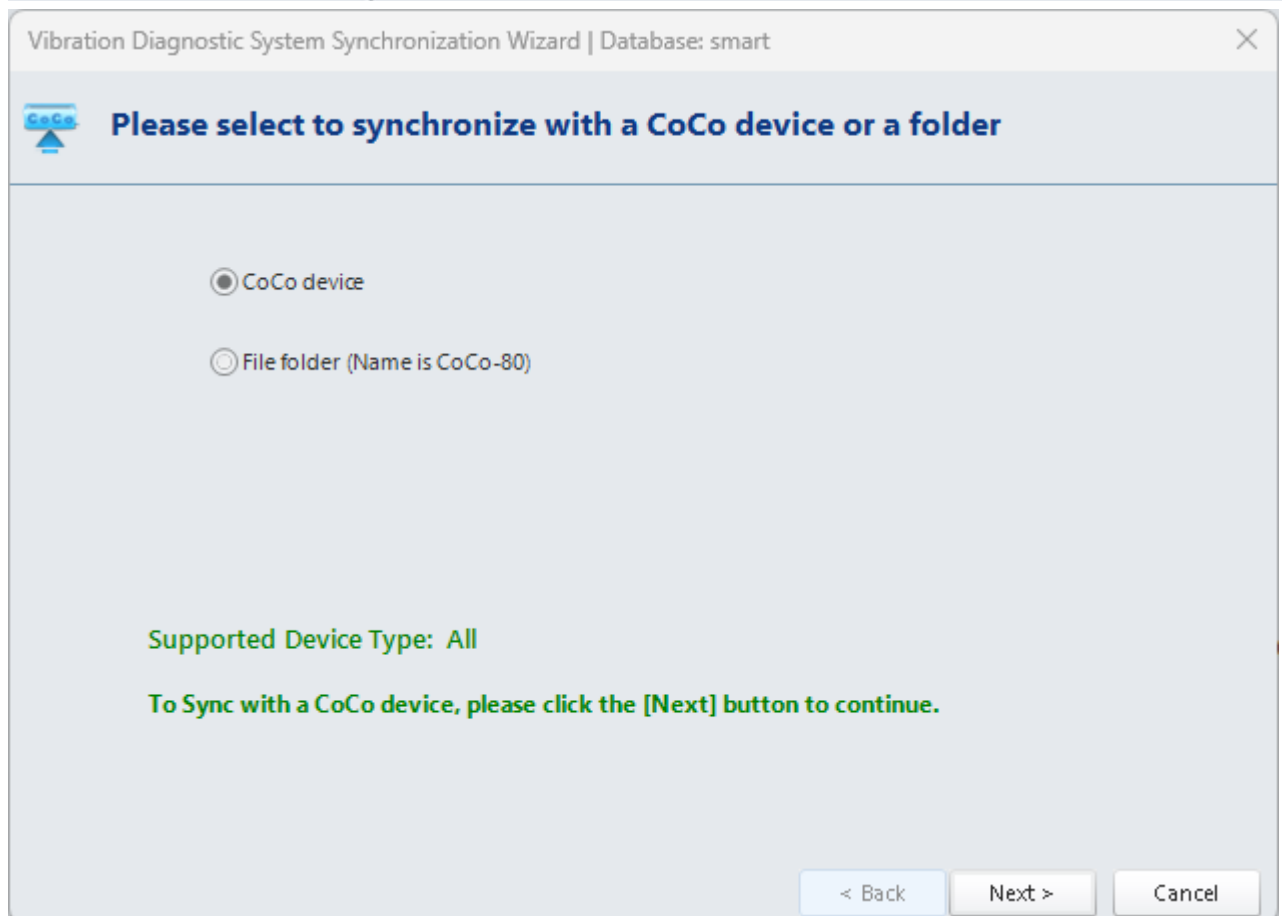 Vibration Diagnostic System Synchronization Wizard | Database: smart
CoCo
Please select to synchronize with a CoCo device or a folder
CoCo device
File folder (Name is CoCo-80)
Supported Device Type: All
To Sync with a CoCo device, please click the [Next] button to continue.
< Back
Next >
Cancel